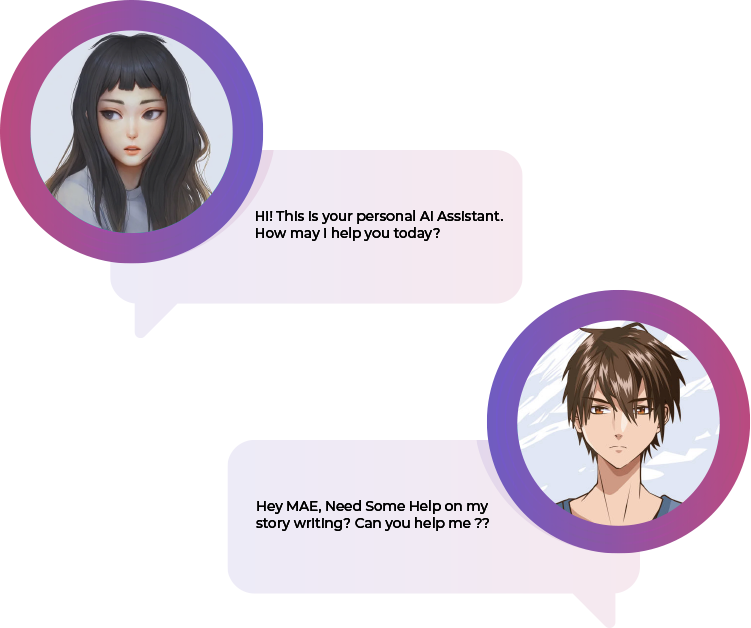 Hi! This is your personal AI Assistant.
How may I help you today?
Hey MAE, Need Some Help on my
story writing? Can you help me ??